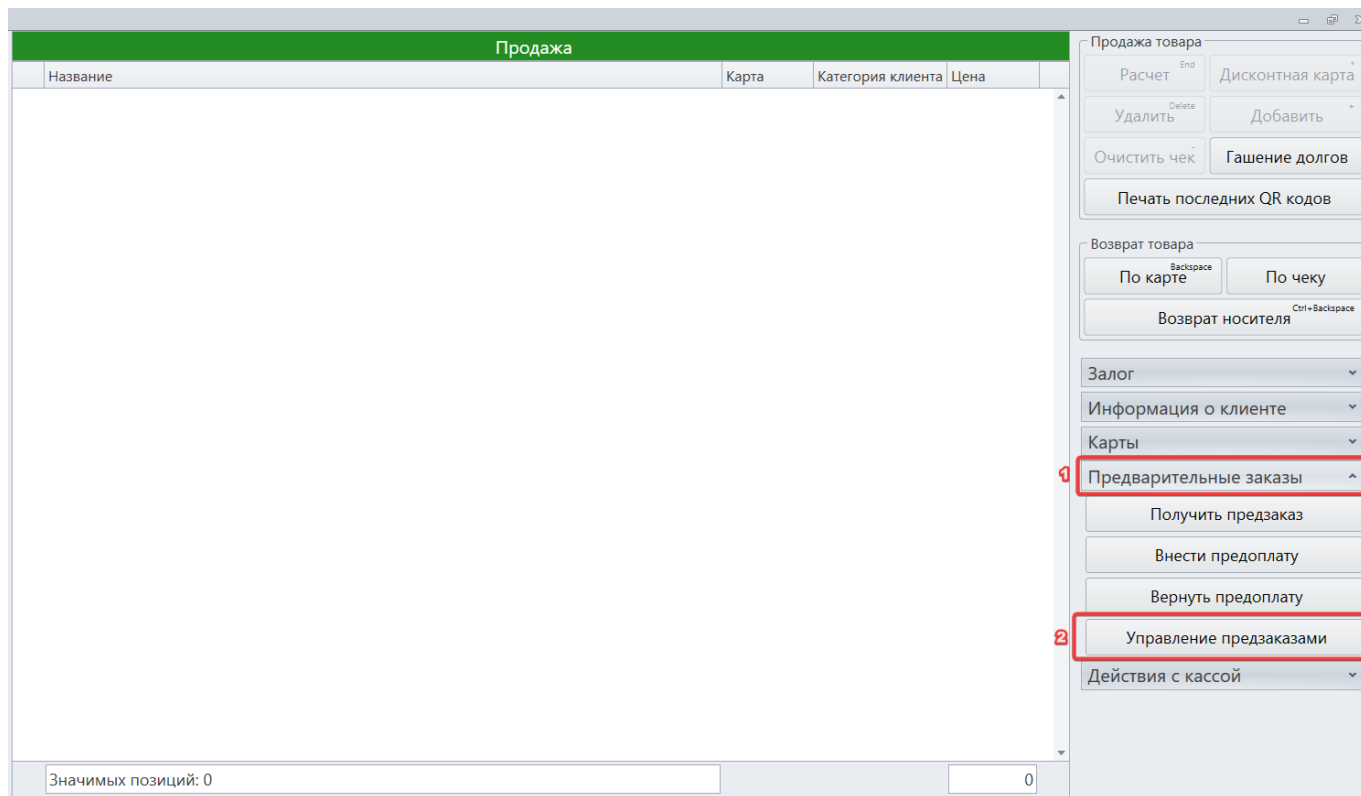 Продажа
Название Карта Категория клиента Цена
Значимых позиций: 0 0
Продажа товара
Расчет End Дисконтная карта *
Удалить Delete Добавить +
Очистить чек - Гашение долгов
Печать последних QR кодов
Возврат товара
По карте Backspace По чеку
Возврат носителя Ctrl+Backspace
Залог
Информация о клиенте
Карты
1 Предварительные заказы
Получить предзаказ
Внести предоплату
Вернуть предоплату
2 Управление предзаказами
Действия с кассой